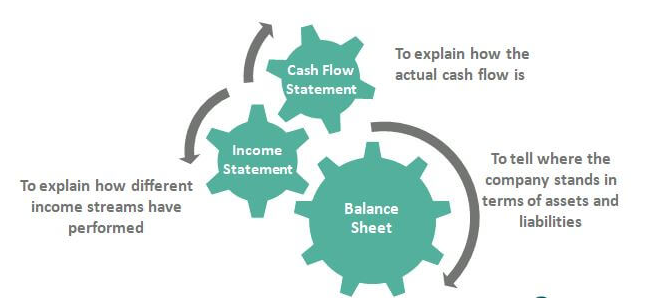 Cash Flow
Statement
To explain how the
actual cash flow is
Income
Statement
To explain how different
income streams have
performed
Balance
Sheet
To tell where the
company stands in
terms of assets and
liabilities